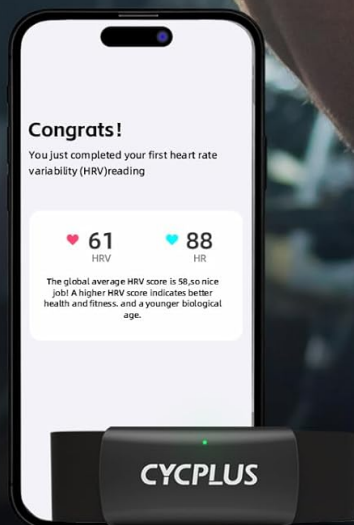 Congrats!
You just completed your first heart rate
variability (HRV)reading
61
HRV
88
HR
The global average HRV score is 58,so nice
job! A higher HRV score indicates better
health and fitness. and a younger biological
age.
CYCPLUS